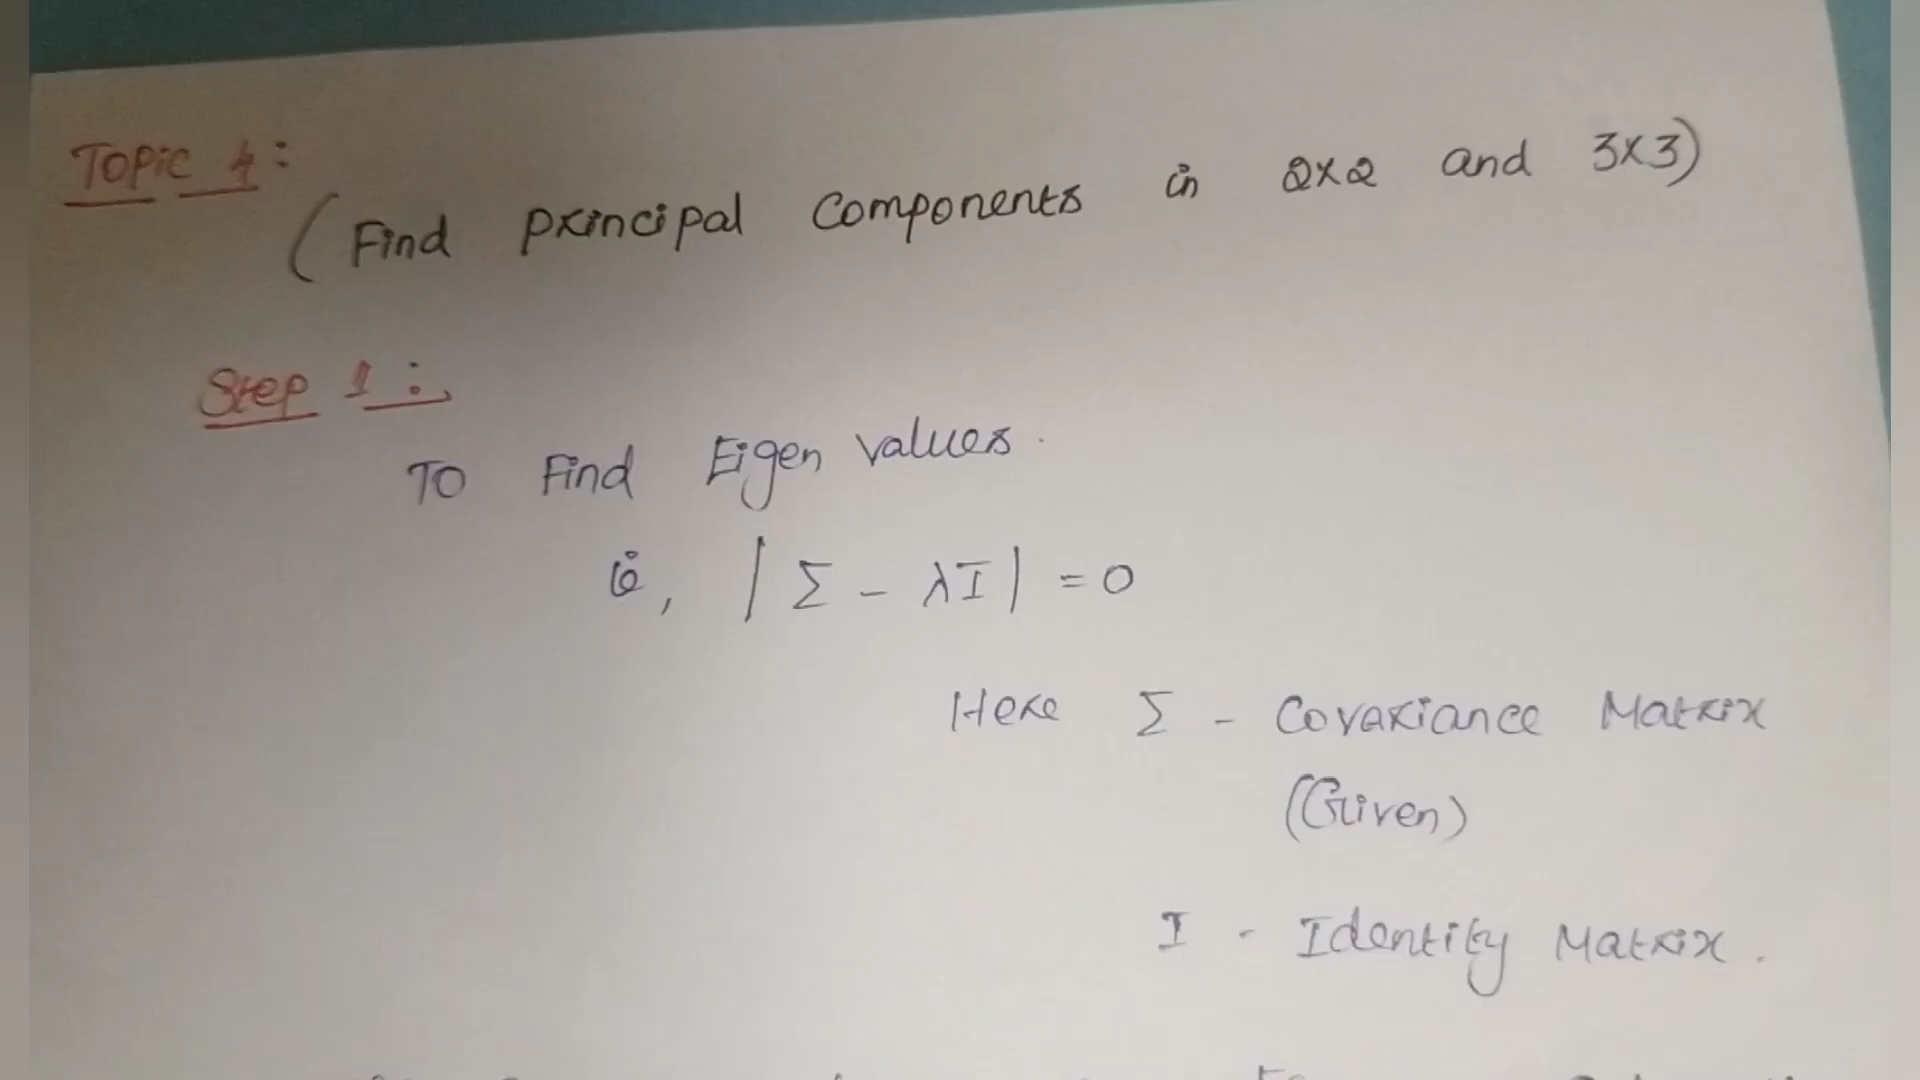 Topic 4:
(Find principal components in 2x2 and 3x3)
Step 1:
To Find Eigen values.
ie, |Σ - λI| = 0
Here Σ - Covariance Matrix
(Given)
I - Identity Matrix.